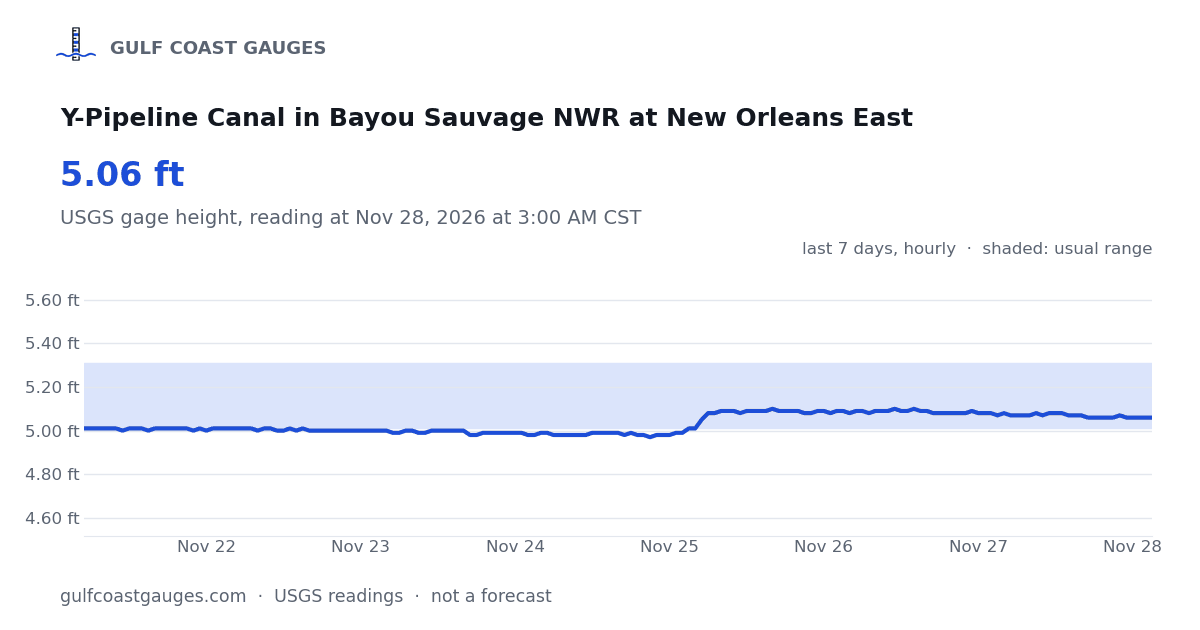 GULF COAST GAUGES
Y-Pipeline Canal in Bayou Sauvage NWR at New Orleans East
5.06 ft
USGS gage height, reading at Nov 28, 2026 at 3:00 AM CST
last 7 days, hourly · shaded: usual range
5.60 ft
5.40 ft
5.20 ft
5.00 ft
4.80 ft
4.60 ft
Nov 22 Nov 23 Nov 24 Nov 25 Nov 26 Nov 27 Nov 28
gulfcoastgauges.com · USGS readings · not a forecast